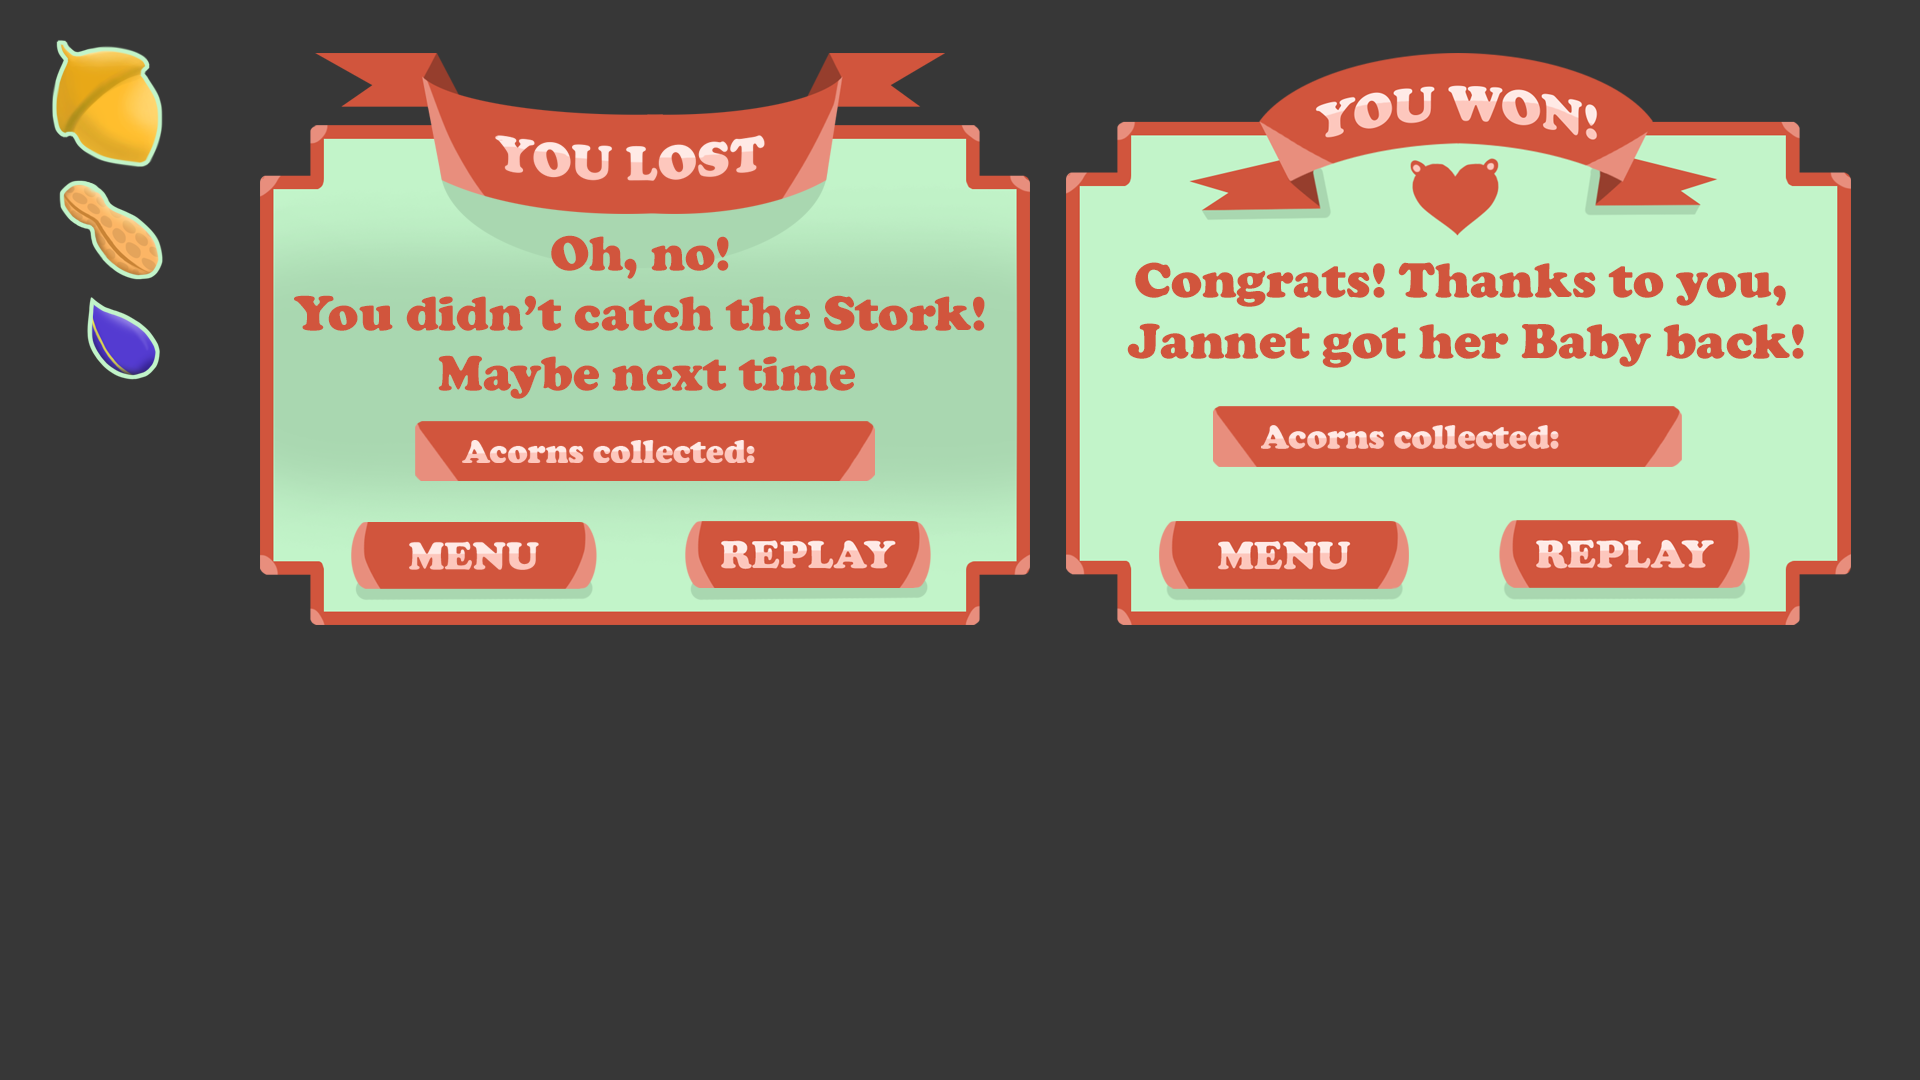 YOU LOST
Oh, no!
You didn’t catch the Stork!
Maybe next time
Acorns collected:
MENU
REPLAY
YOU WON!
Congrats! Thanks to you,
Jannet got her Baby back!
Acorns collected:
MENU
REPLAY